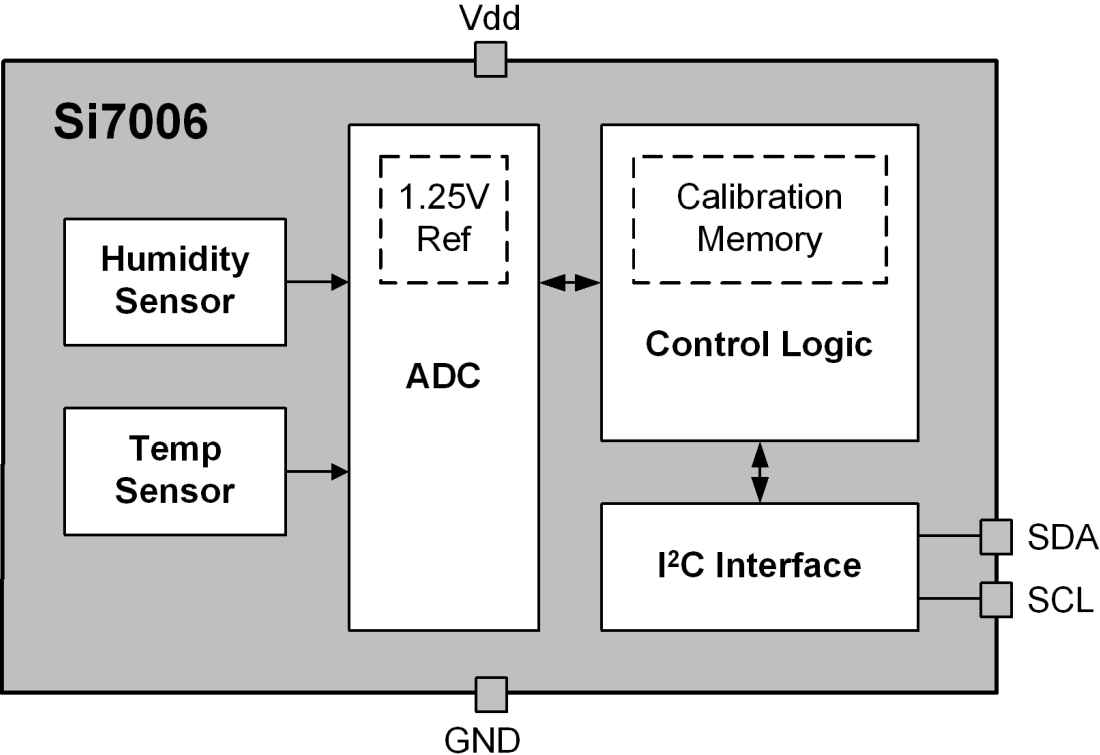 Vdd
Si7006
1.25V
Ref
Calibration
Memory
Humidity
Sensor
Control Logic
ADC
Temp
Sensor
I²C Interface
SDA
SCL
GND